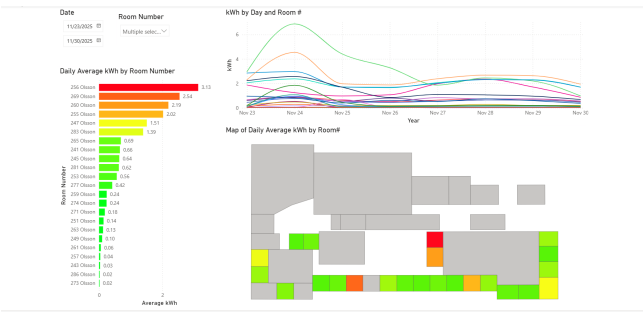 Date
11/23/2025
11/30/2025
Room Number
Multiple selec...
Daily Average kWh by Room Number
Room Number
256 Olsson 3.13
269 Olsson 2.54
260 Olsson 2.19
255 Olsson 2.02
247 Olsson 1.51
283 Olsson 1.39
265 Olsson 0.69
241 Olsson 0.66
245 Olsson 0.64
281 Olsson 0.62
253 Olsson 0.56
277 Olsson 0.43
259 Olsson 0.24
274 Olsson 0.24
271 Olsson 0.18
251 Olsson 0.14
263 Olsson 0.13
249 Olsson 0.10
261 Olsson 0.06
257 Olsson 0.04
243 Olsson 0.03
286 Olsson 0.02
273 Olsson 0.02
0 2
Average kWh
kWh by Day and Room #
kWh
6
4
2
0
Nov 23 Nov 24 Nov 25 Nov 26 Nov 27 Nov 28 Nov 29 Nov 30
Year
Map of Daily Average kWh by Room#